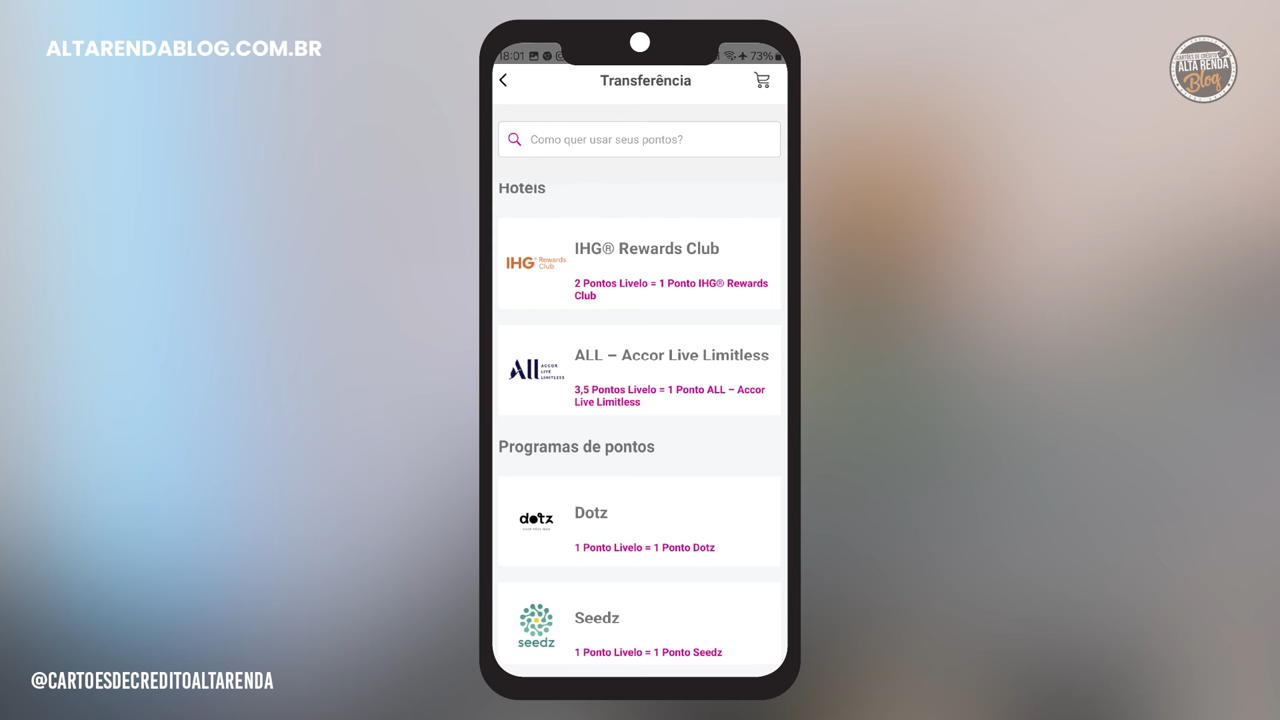 ALTARENDABLOG.COM.BR
CARTÕES DE CRÉDITO
ALTA RENDA
Blog
18:01
73%
Transferência
Como quer usar seus pontos?
Hotéis
IHG® Rewards Club
IHG® Rewards
Club
2 Pontos Livelo = 1 Ponto IHG® Rewards
Club
ALL – Accor Live Limitless
ALL ACCOR
LIVE
LIMITLESS
3,5 Pontos Livelo = 1 Ponto ALL – Accor
Live Limitless
Programas de pontos
Dotz
dotz
1 Ponto Livelo = 1 Ponto Dotz
Seedz
seedz
1 Ponto Livelo = 1 Ponto Seedz
@CARTOESDECREDITOALTARENDA